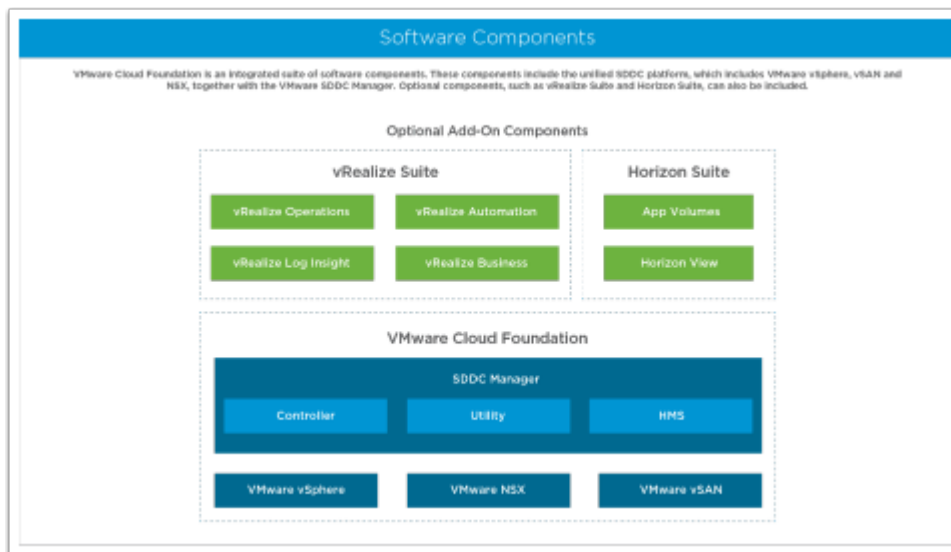 Software Components
VMware Cloud Foundation is an integrated suite of software components. These components include the unified SDDC platform, which includes VMware vSphere, vSAN and
NSX, together with the VMware SDDC Manager. Optional components, such as vRealize Suite and Horizon Suite, can also be included.
Optional Add-On Components
vRealize Suite
vRealize Operations
vRealize Automation
vRealize Log Insight
vRealize Business
Horizon Suite
App Volumes
Horizon View
VMware Cloud Foundation
SDDC Manager
Controller
Utility
HMS
VMware vSphere
VMware NSX
VMware vSAN